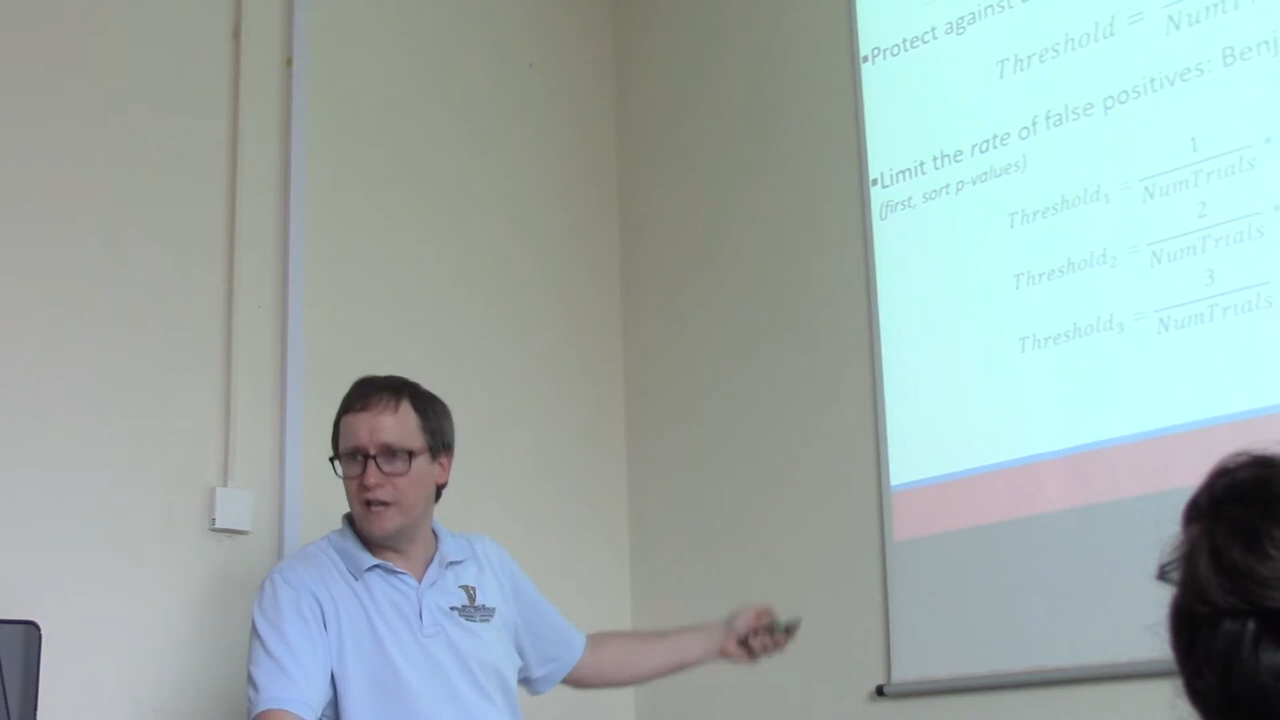 ▪Protect against
Threshold =
▪Limit the rate of false positives: Benj
(first, sort p-values)
Threshold₁ = 1 / NumTrials *
Threshold₂ = 2 / NumTrials *
Threshold₃ = 3 / NumTrials